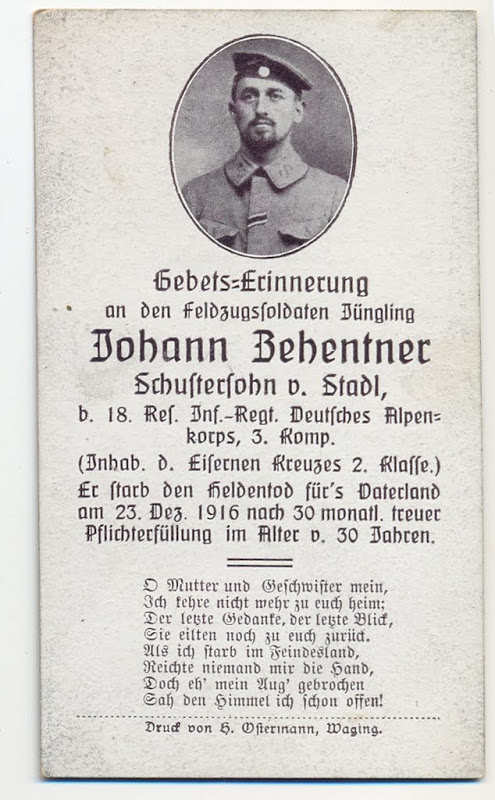 Gebets=Erinnerung
an den Feldzugssoldaten Jüngling
Johann Zehentner
Schustersohn v. Stadl,
b. 18. Res. Inf.-Regt. Deutsches Alpen=
korps, 3. Komp.
(Inhab. d. Eisernen Kreuzes 2. Klasse.)
Er starb den Heldentod für's Vaterland
am 23. Dez. 1916 nach 30 monatl. treuer
Pflichterfüllung im Alter v. 30 Jahren.
O Mutter und Geschwister mein,
Ich kehre nicht mehr zu euch heim;
Der letzte Gedanke, der letzte Blick,
Sie eilten noch zu euch zurück.
Als ich starb im Feindesland,
Reichte niemand mir die Hand,
Doch eh' mein Aug' gebrochen
Sah den Himmel ich schon offen!
Druck von H. Ostermann, Waging.